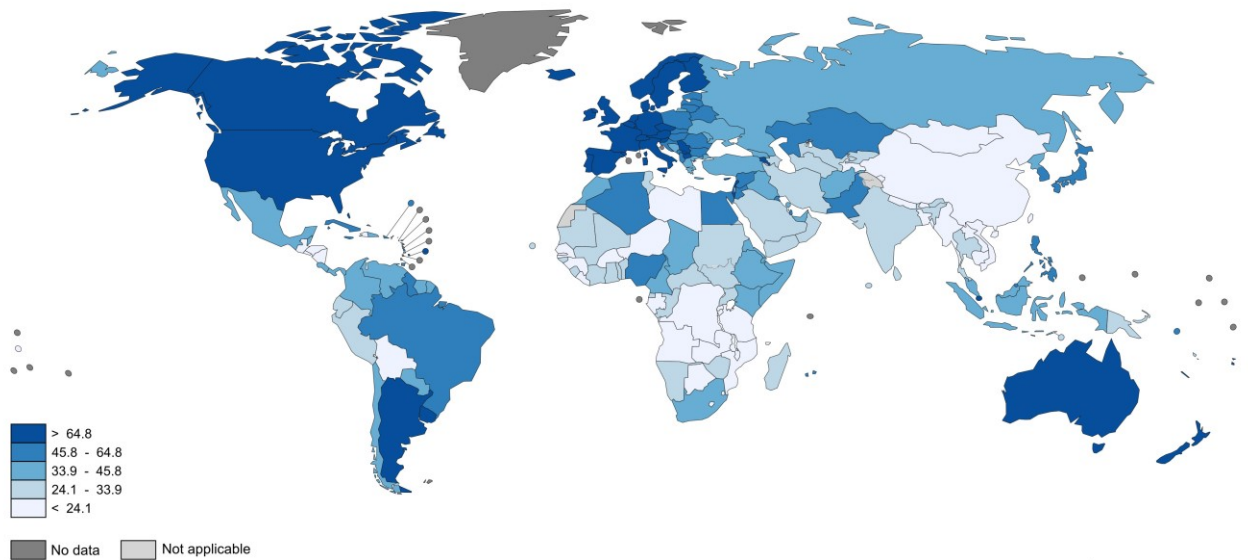 > 64.8
45.8 - 64.8
33.9 - 45.8
24.1 - 33.9
< 24.1
No data
Not applicable